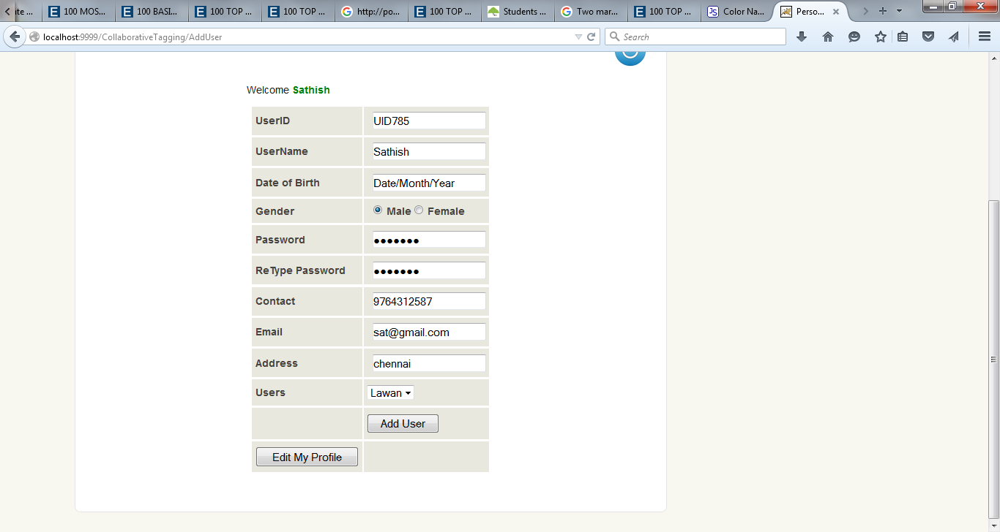 te ...
100 MOS...
100 BASI...
100 TOP ...
100 TOP ...
http://po...
100 TOP ...
Students ...
Two mar...
100 TOP ...
Color Na...
Perso...
localhost:9999/CollaborativeTagging/AddUser
Search
Welcome Sathish
UserID UID785
UserName Sathish
Date of Birth Date/Month/Year
Gender Male Female
Password •••••••
ReType Password •••••••
Contact 9764312587
Email sat@gmail.com
Address chennai
Users Lawan
Add User
Edit My Profile